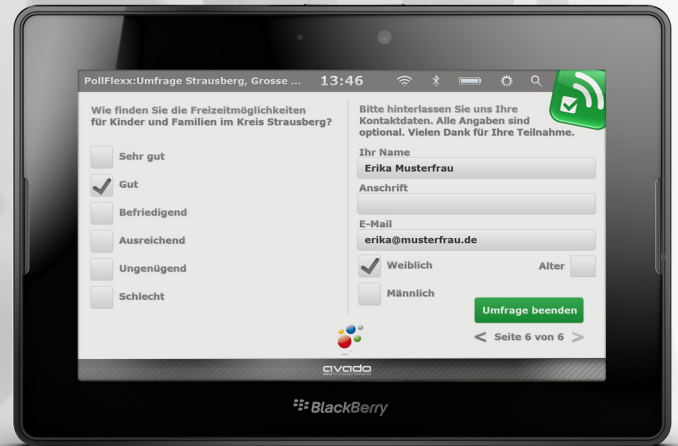 PollFlexx:Umfrage Strausberg, Grosse ... 13:46
Wie finden Sie die Freizeitmöglichkeiten
für Kinder und Familien im Kreis Strausberg?
Sehr gut
Gut
Befriedigend
Ausreichend
Ungenügend
Schlecht
Bitte hinterlassen Sie uns Ihre
Kontaktdaten. Alle Angaben sind
optional. Vielen Dank für Ihre Teilnahme.
Ihr Name
Erika Musterfrau
Anschrift
E-Mail
erika@musterfrau.de
Weiblich
Alter
Männlich
Umfrage beenden
< Seite 6 von 6 >
avado
BlackBerry